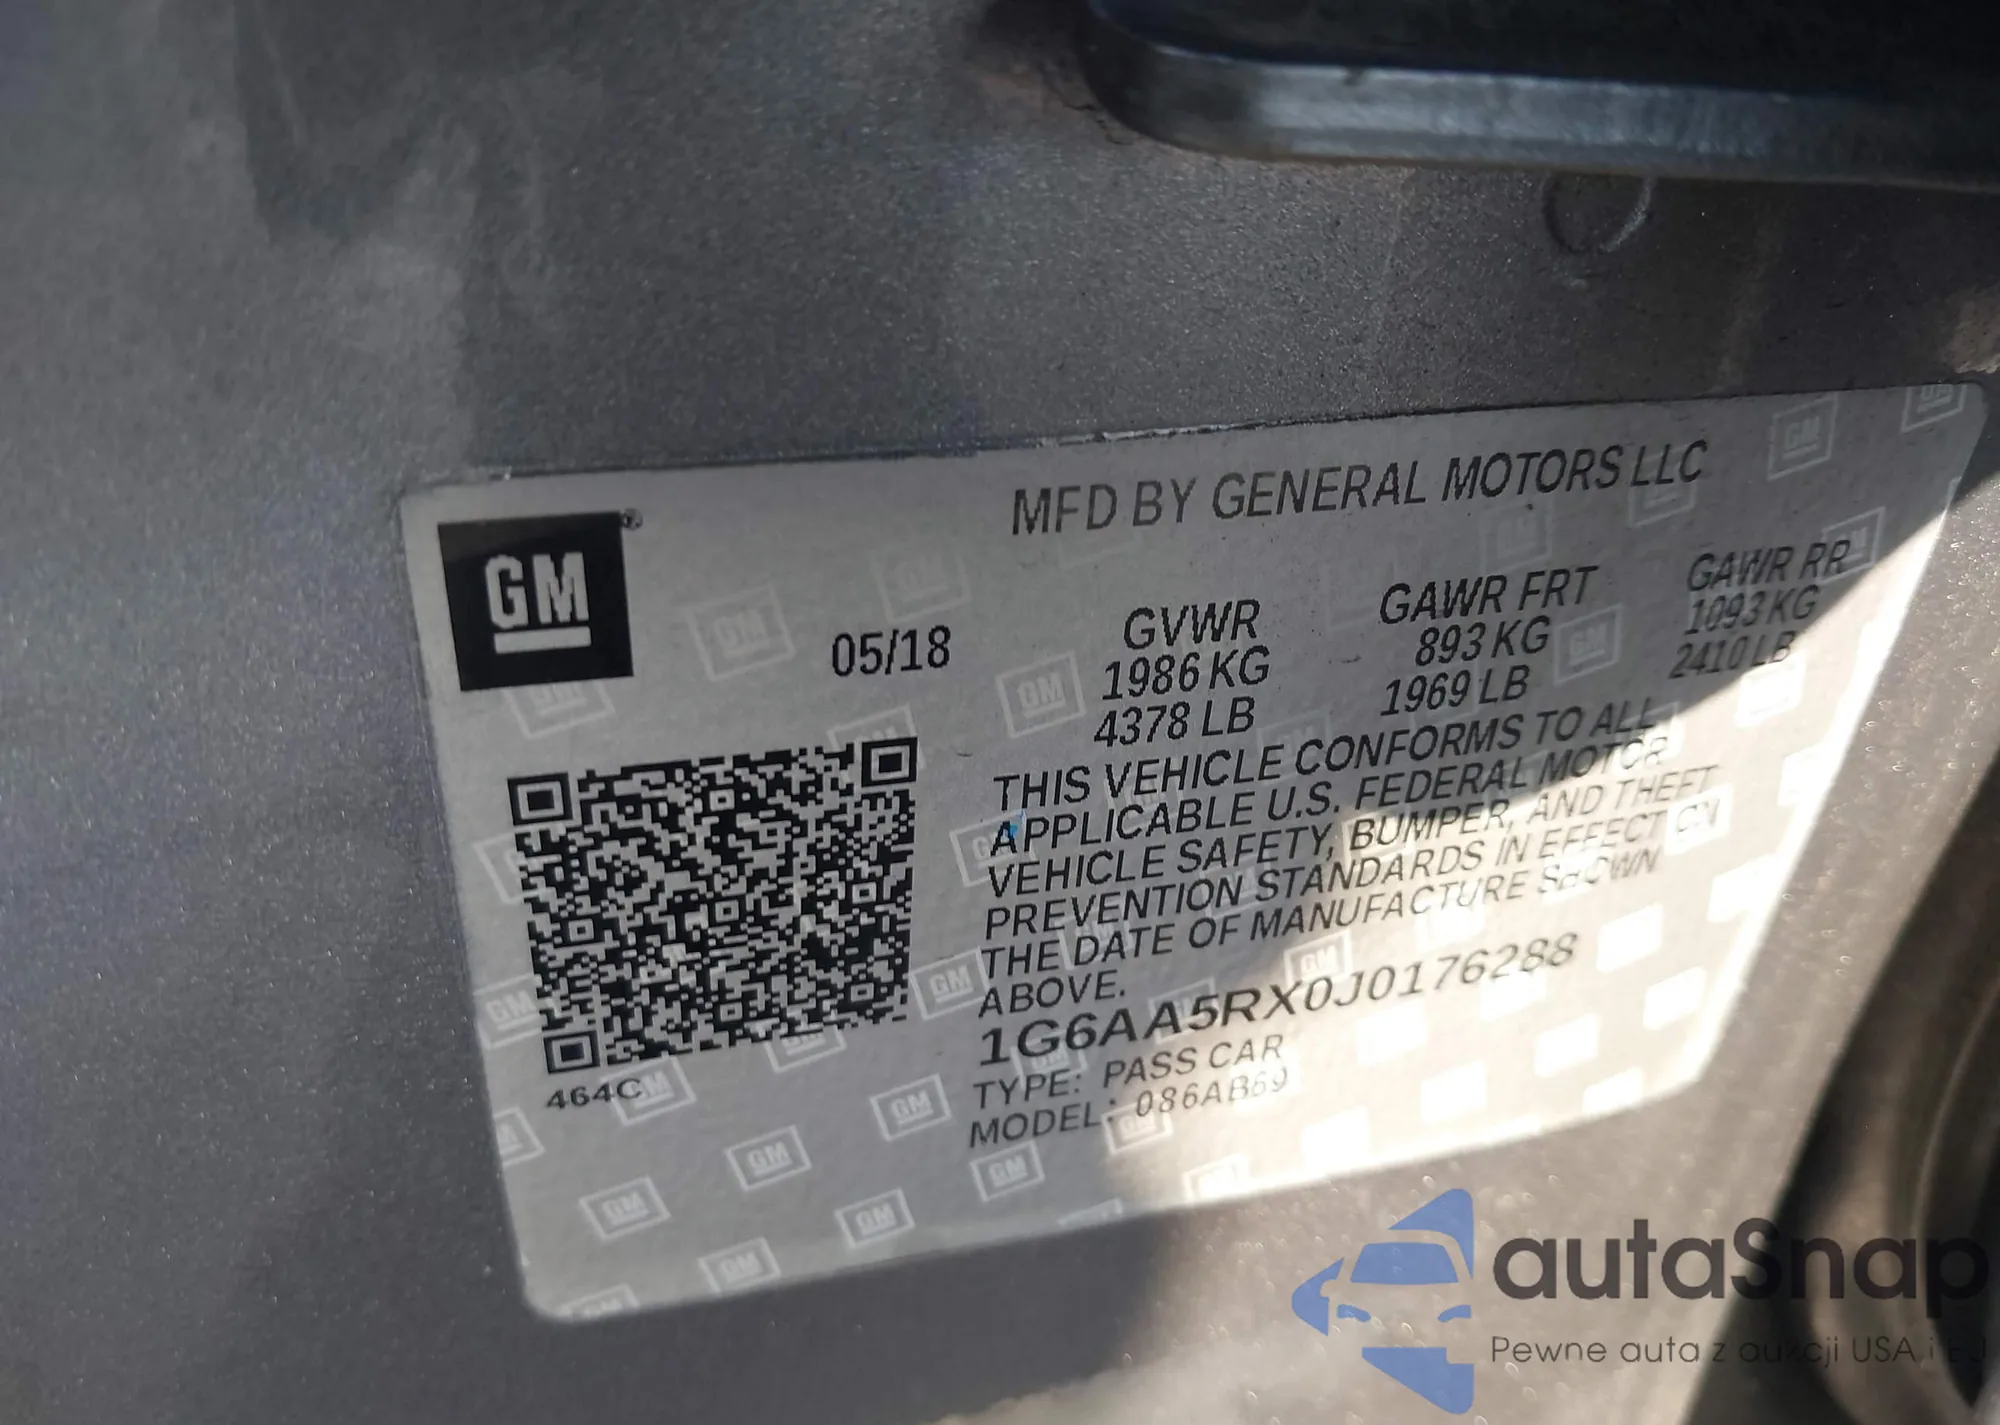 MFD BY GENERAL MOTORS LLC
GM
05/18
GVWR GAWR FRT GAWR RR
1986 KG 893 KG 1093 KG
4378 LB 1969 LB 2410 LB
THIS VEHICLE CONFORMS TO ALL
APPLICABLE U.S. FEDERAL MOTOR
VEHICLE SAFETY, BUMPER, AND THEFT
PREVENTION STANDARDS IN EFFECT ON
THE DATE OF MANUFACTURE SHOWN
ABOVE.
1G6AA5RX0J0176288
TYPE: PASS CAR
MODEL: 086AB69
464C
autaSnap
Pewne auta z aukcji USA i EU